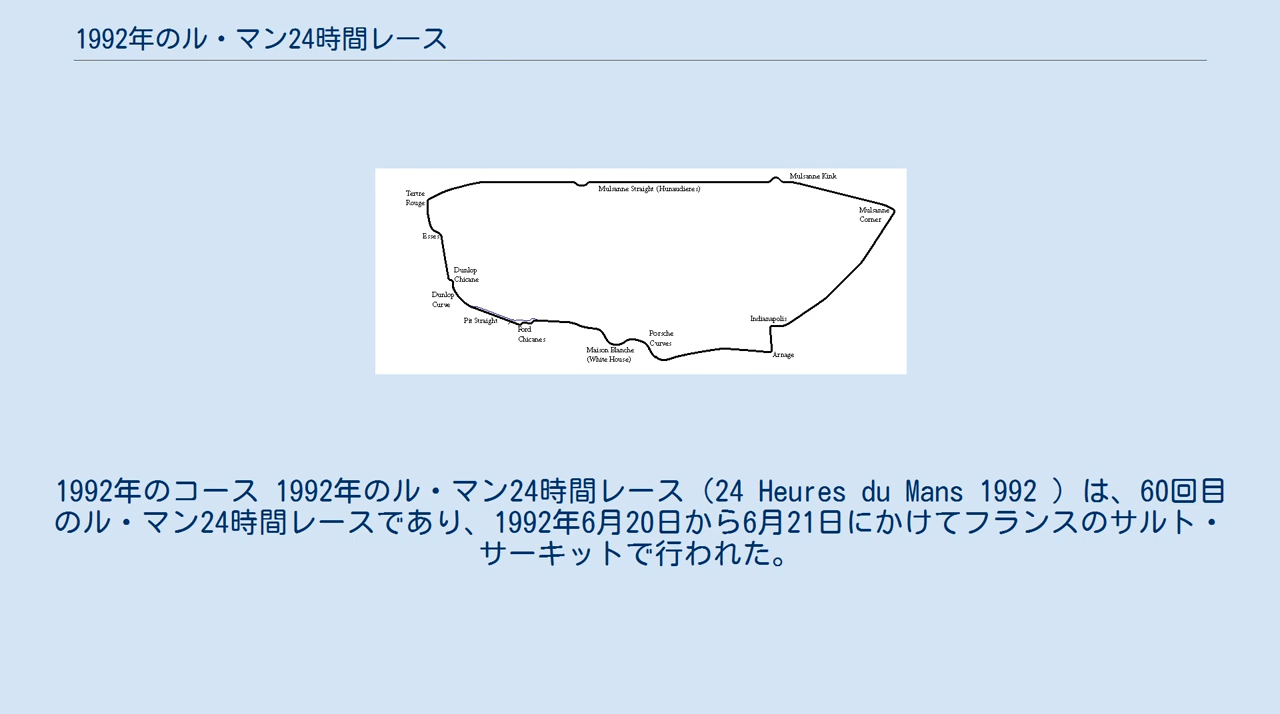 1992年のル・マン24時間レース
Mulsanne Kink
Mulsanne Straight (Hunaudieres)
Tertre
Rouge
Mulsanne
Corner
Esses
Dunlop
Chicane
Dunlop
Curve
Pit Straight
Ford
Chicanes
Indianapolis
Porsche
Curves
Maison Blanche
(White House)
Arnage
1992年のコース 1992年のル・マン24時間レース（24 Heures du Mans 1992 ）は、60回目
のル・マン24時間レースであり、1992年6月20日から6月21日にかけてフランスのサルト・
サーキットで行われた。